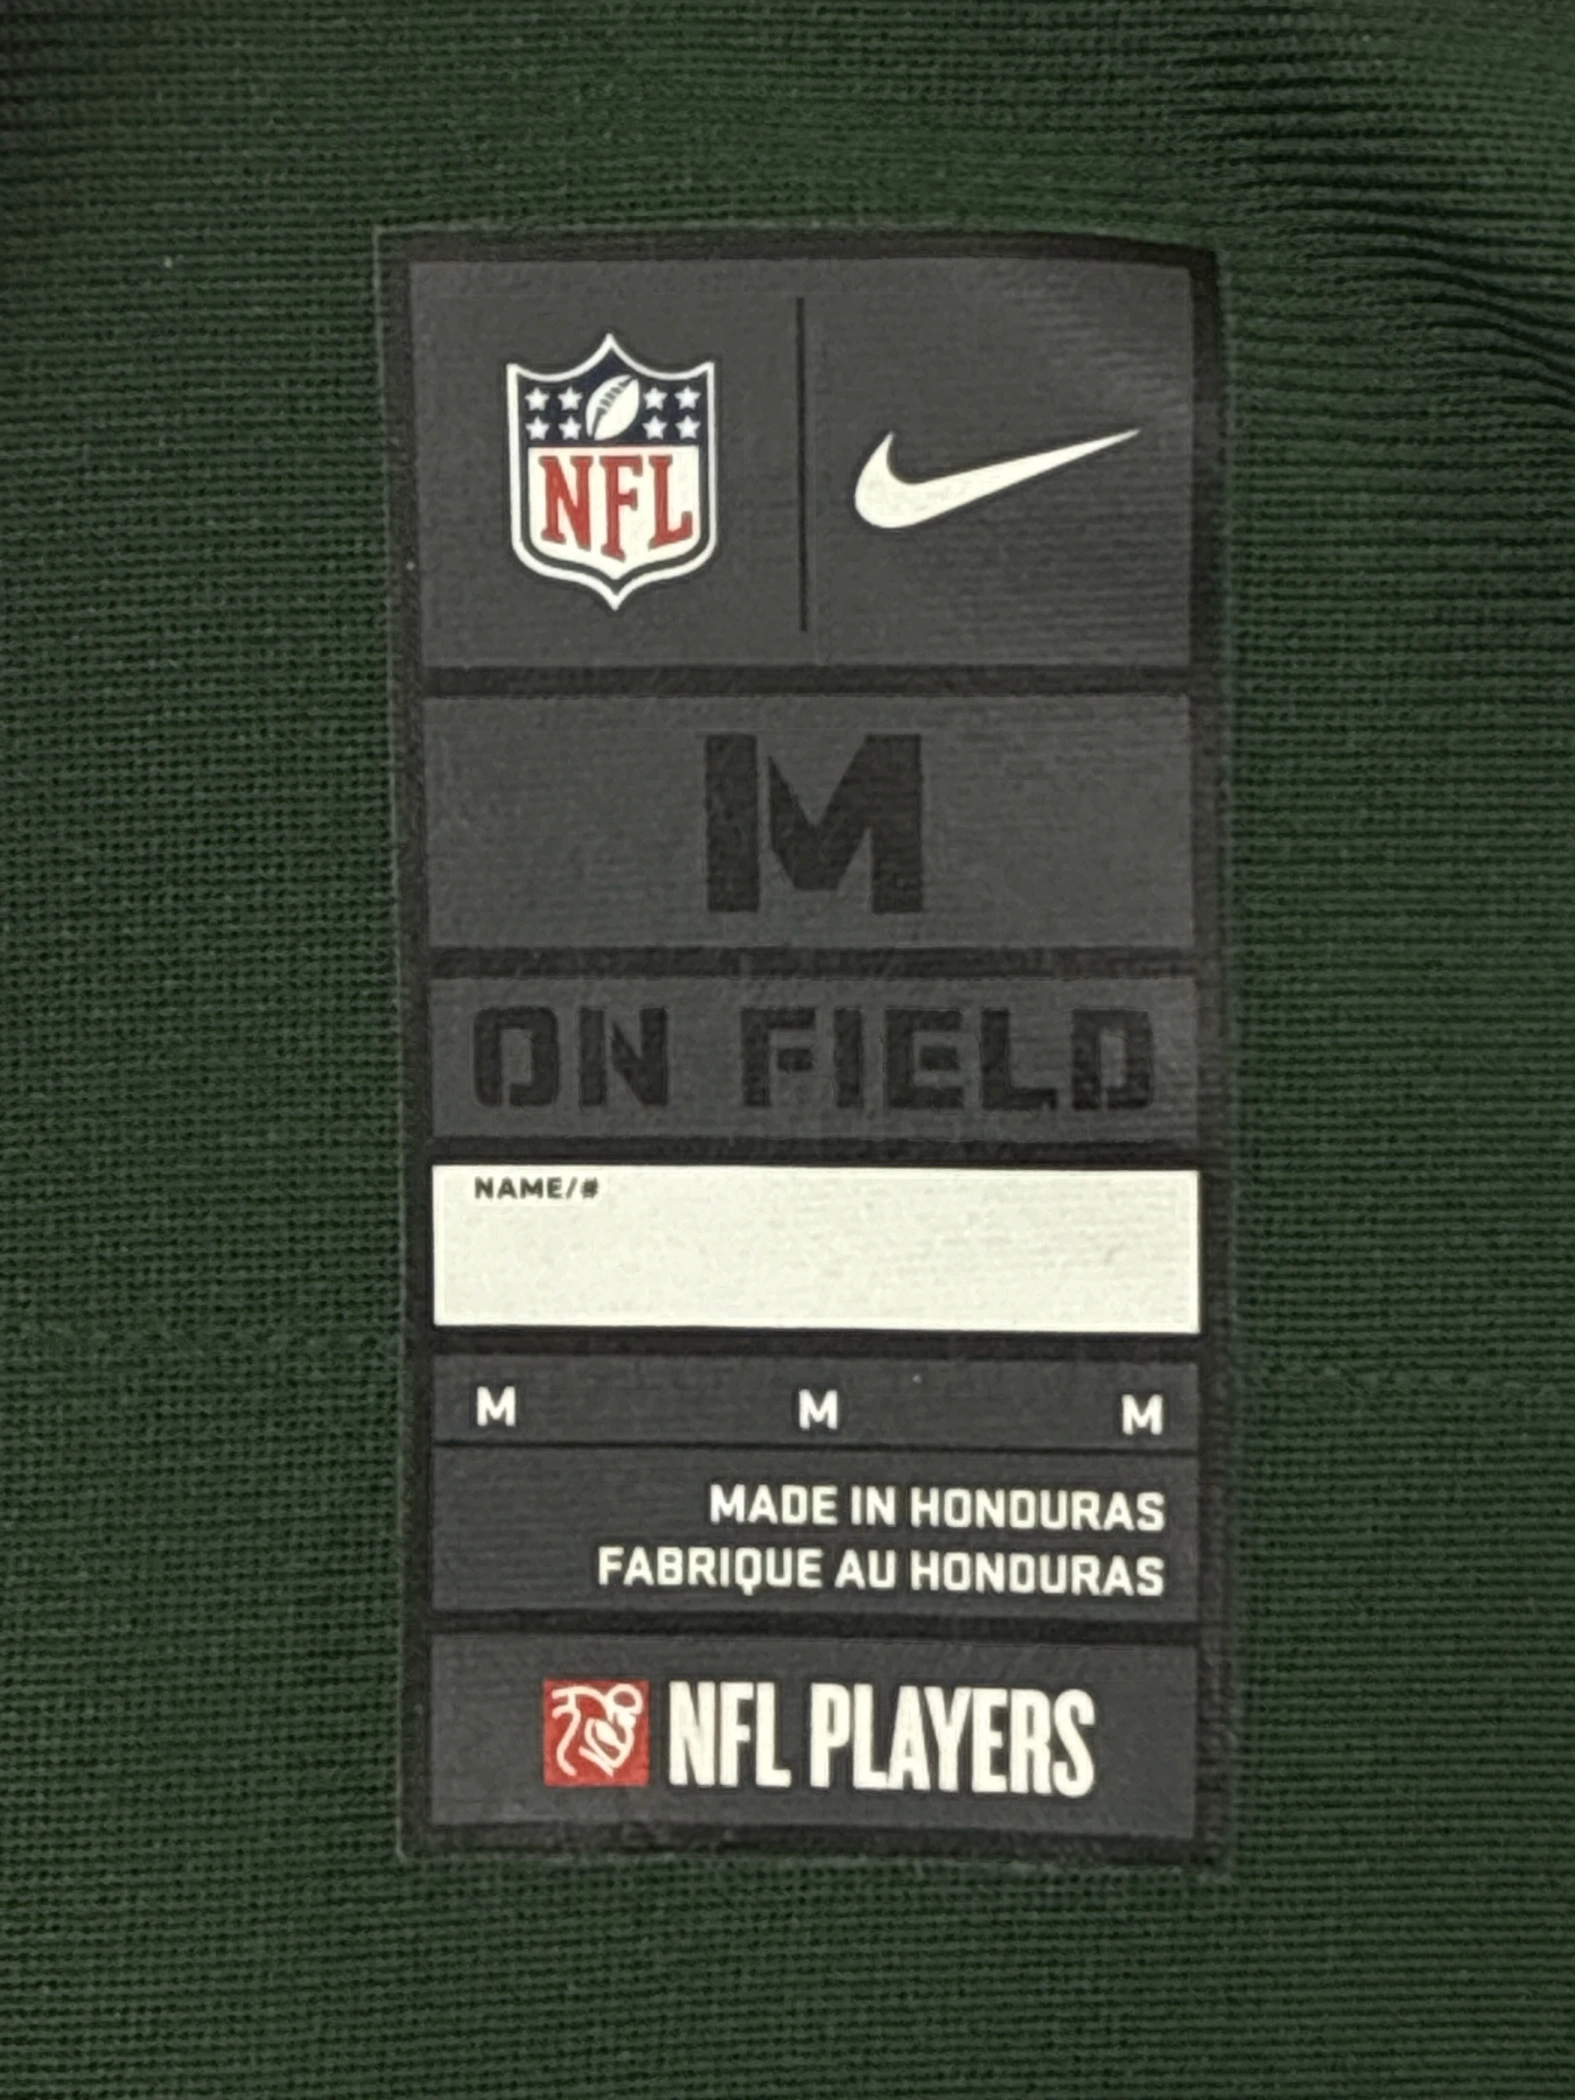 NFL
M
ON FIELD
NAME/#
M M M
MADE IN HONDURAS
FABRIQUE AU HONDURAS
NFL PLAYERS